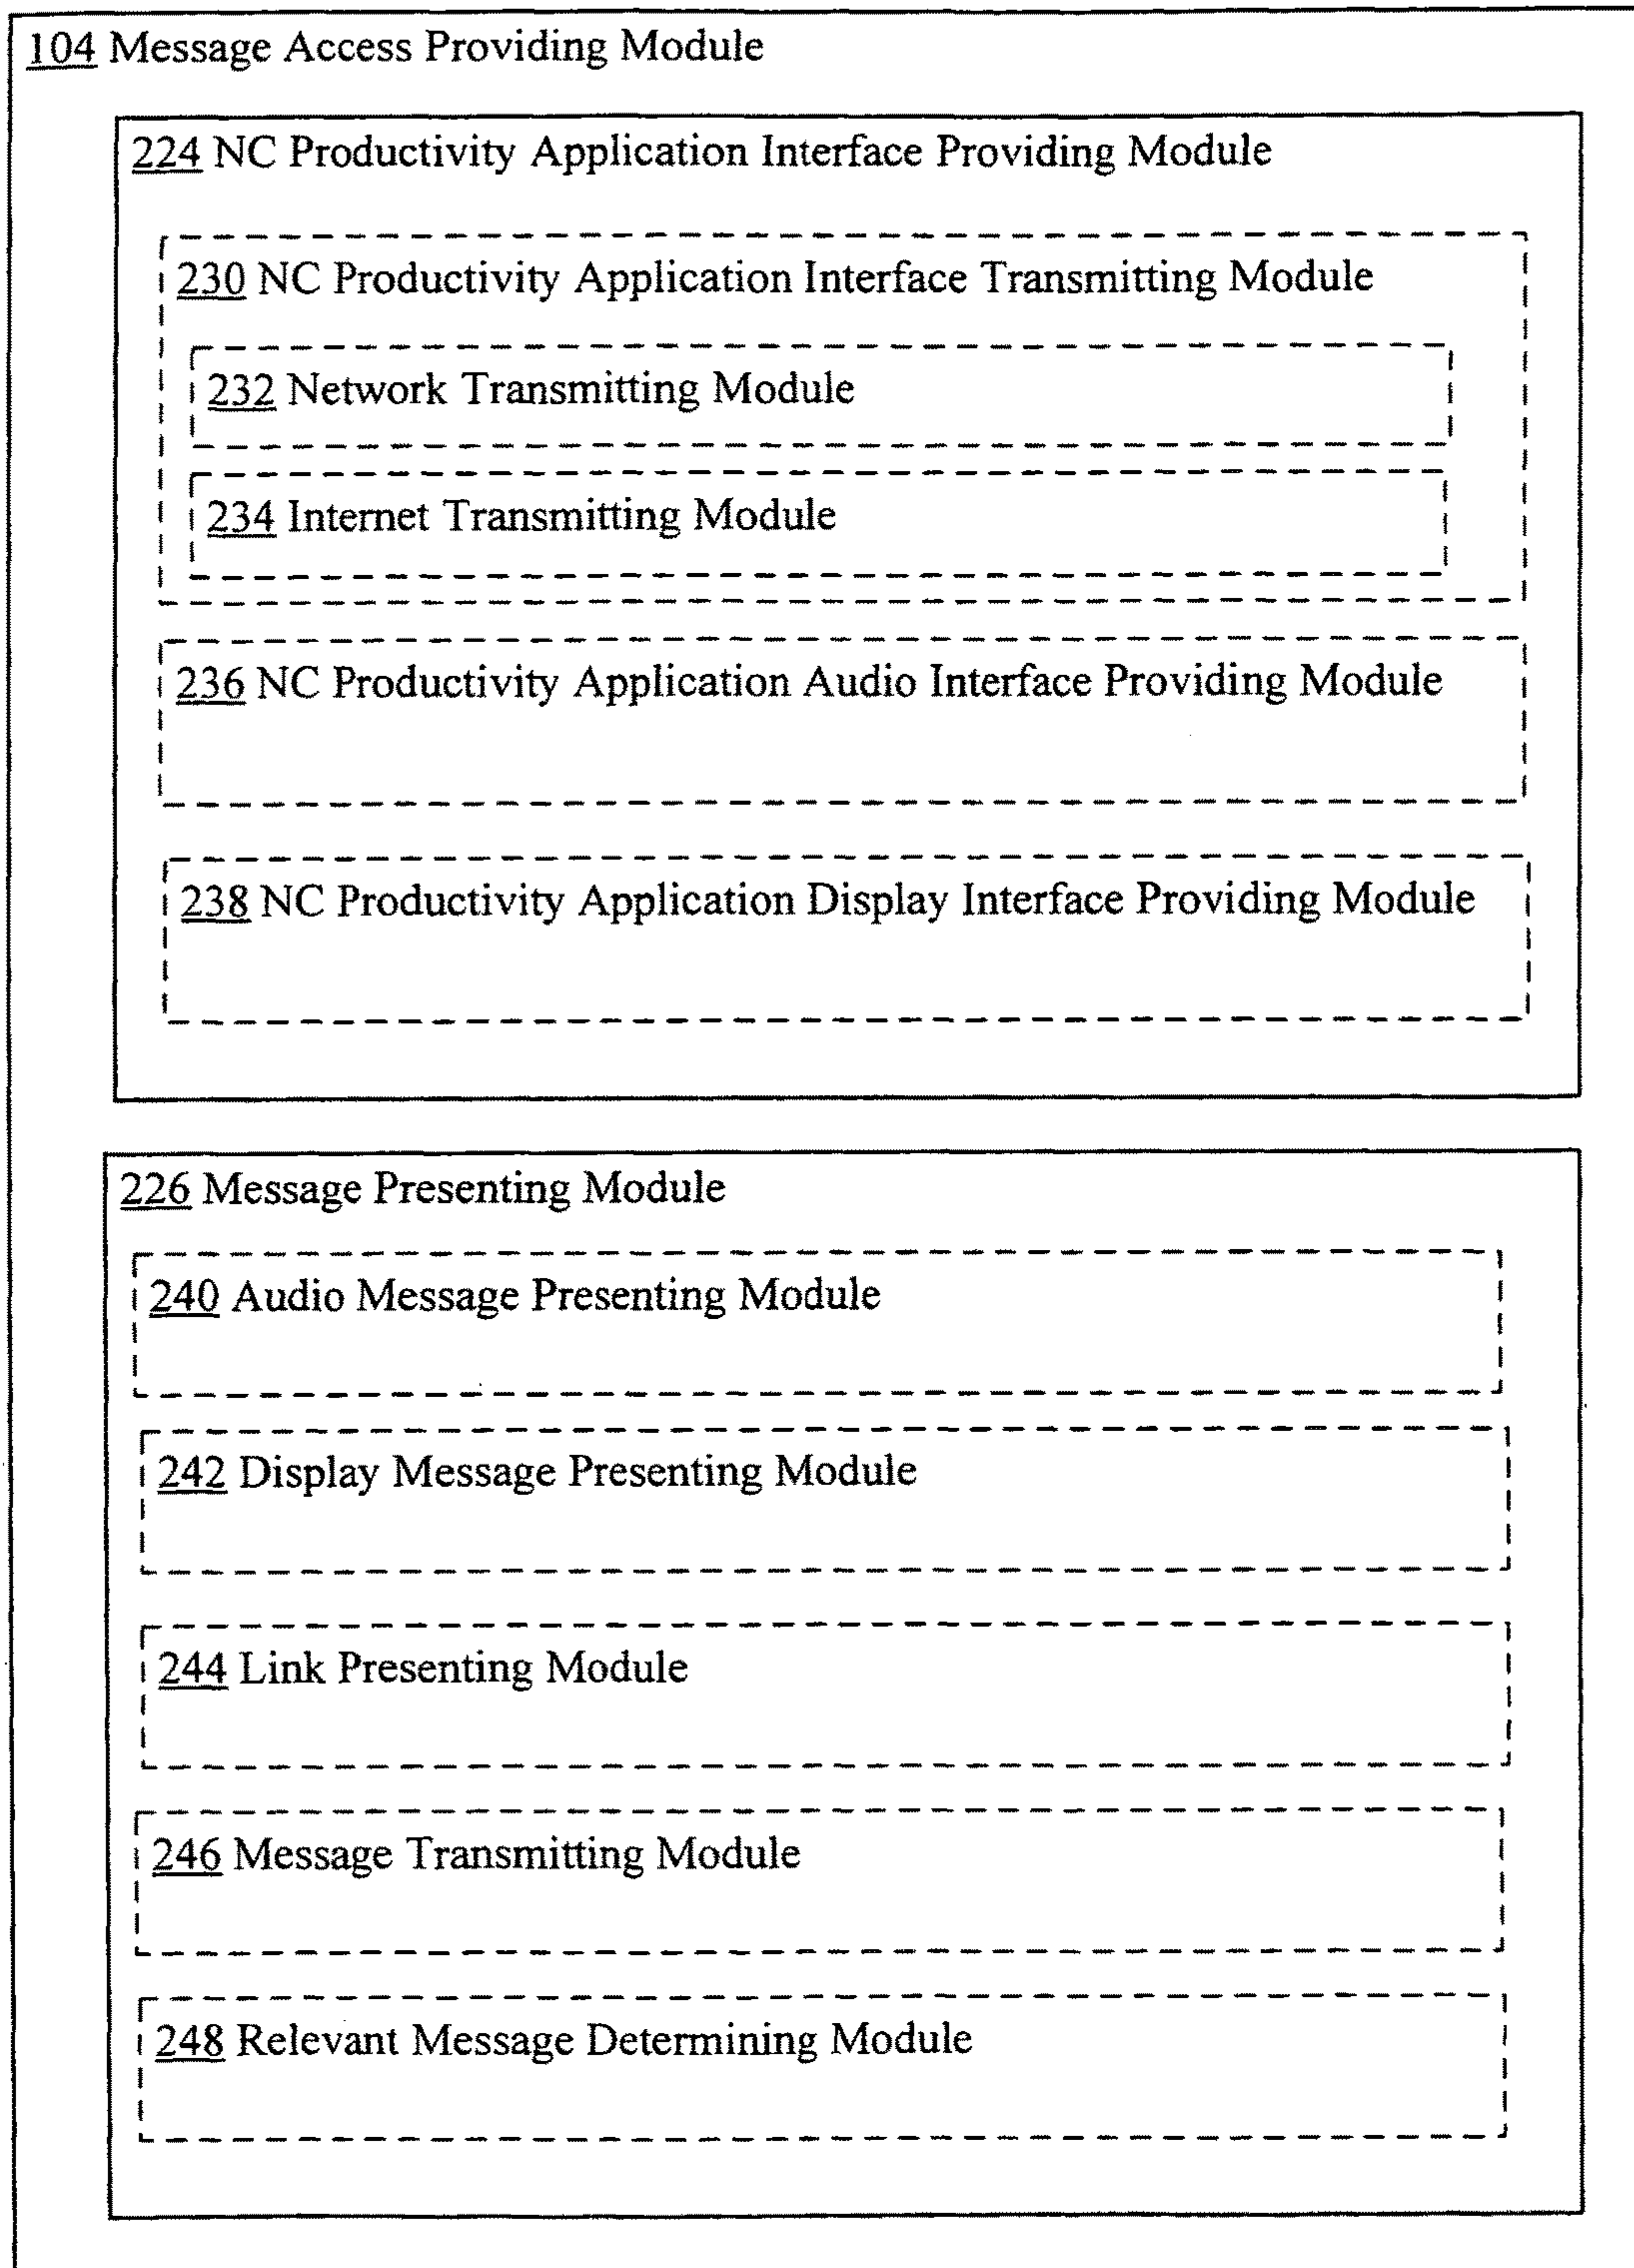 104 Message Access Providing Module
224 NC Productivity Application Interface Providing Module
230 NC Productivity Application Interface Transmitting Module
232 Network Transmitting Module
234 Internet Transmitting Module
236 NC Productivity Application Audio Interface Providing Module
238 NC Productivity Application Display Interface Providing Module
226 Message Presenting Module
240 Audio Message Presenting Module
242 Display Message Presenting Module
244 Link Presenting Module
246 Message Transmitting Module
248 Relevant Message Determining Module